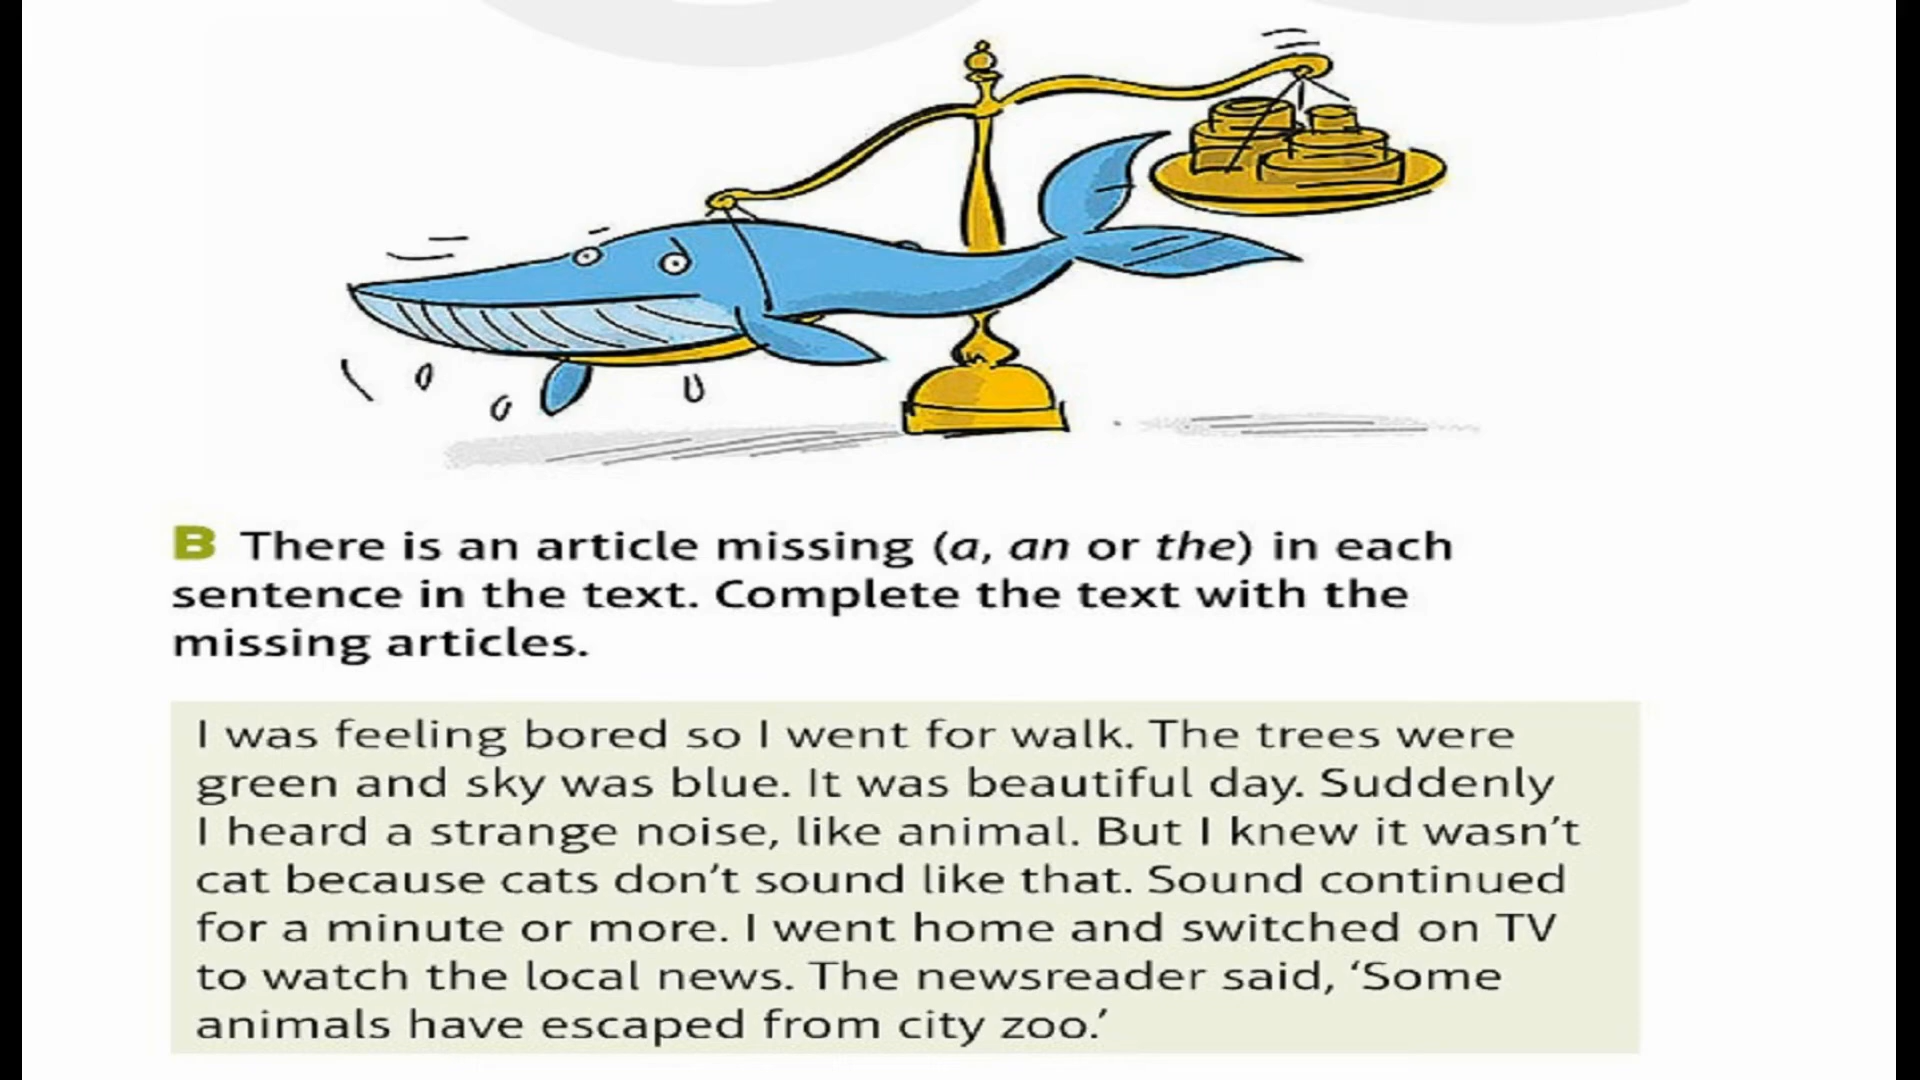 B There is an article missing (a, an or the) in each
sentence in the text. Complete the text with the
missing articles.
I was feeling bored so I went for walk. The trees were
green and sky was blue. It was beautiful day. Suddenly
I heard a strange noise, like animal. But I knew it wasn’t
cat because cats don’t sound like that. Sound continued
for a minute or more. I went home and switched on TV
to watch the local news. The newsreader said, ‘Some
animals have escaped from city zoo.’